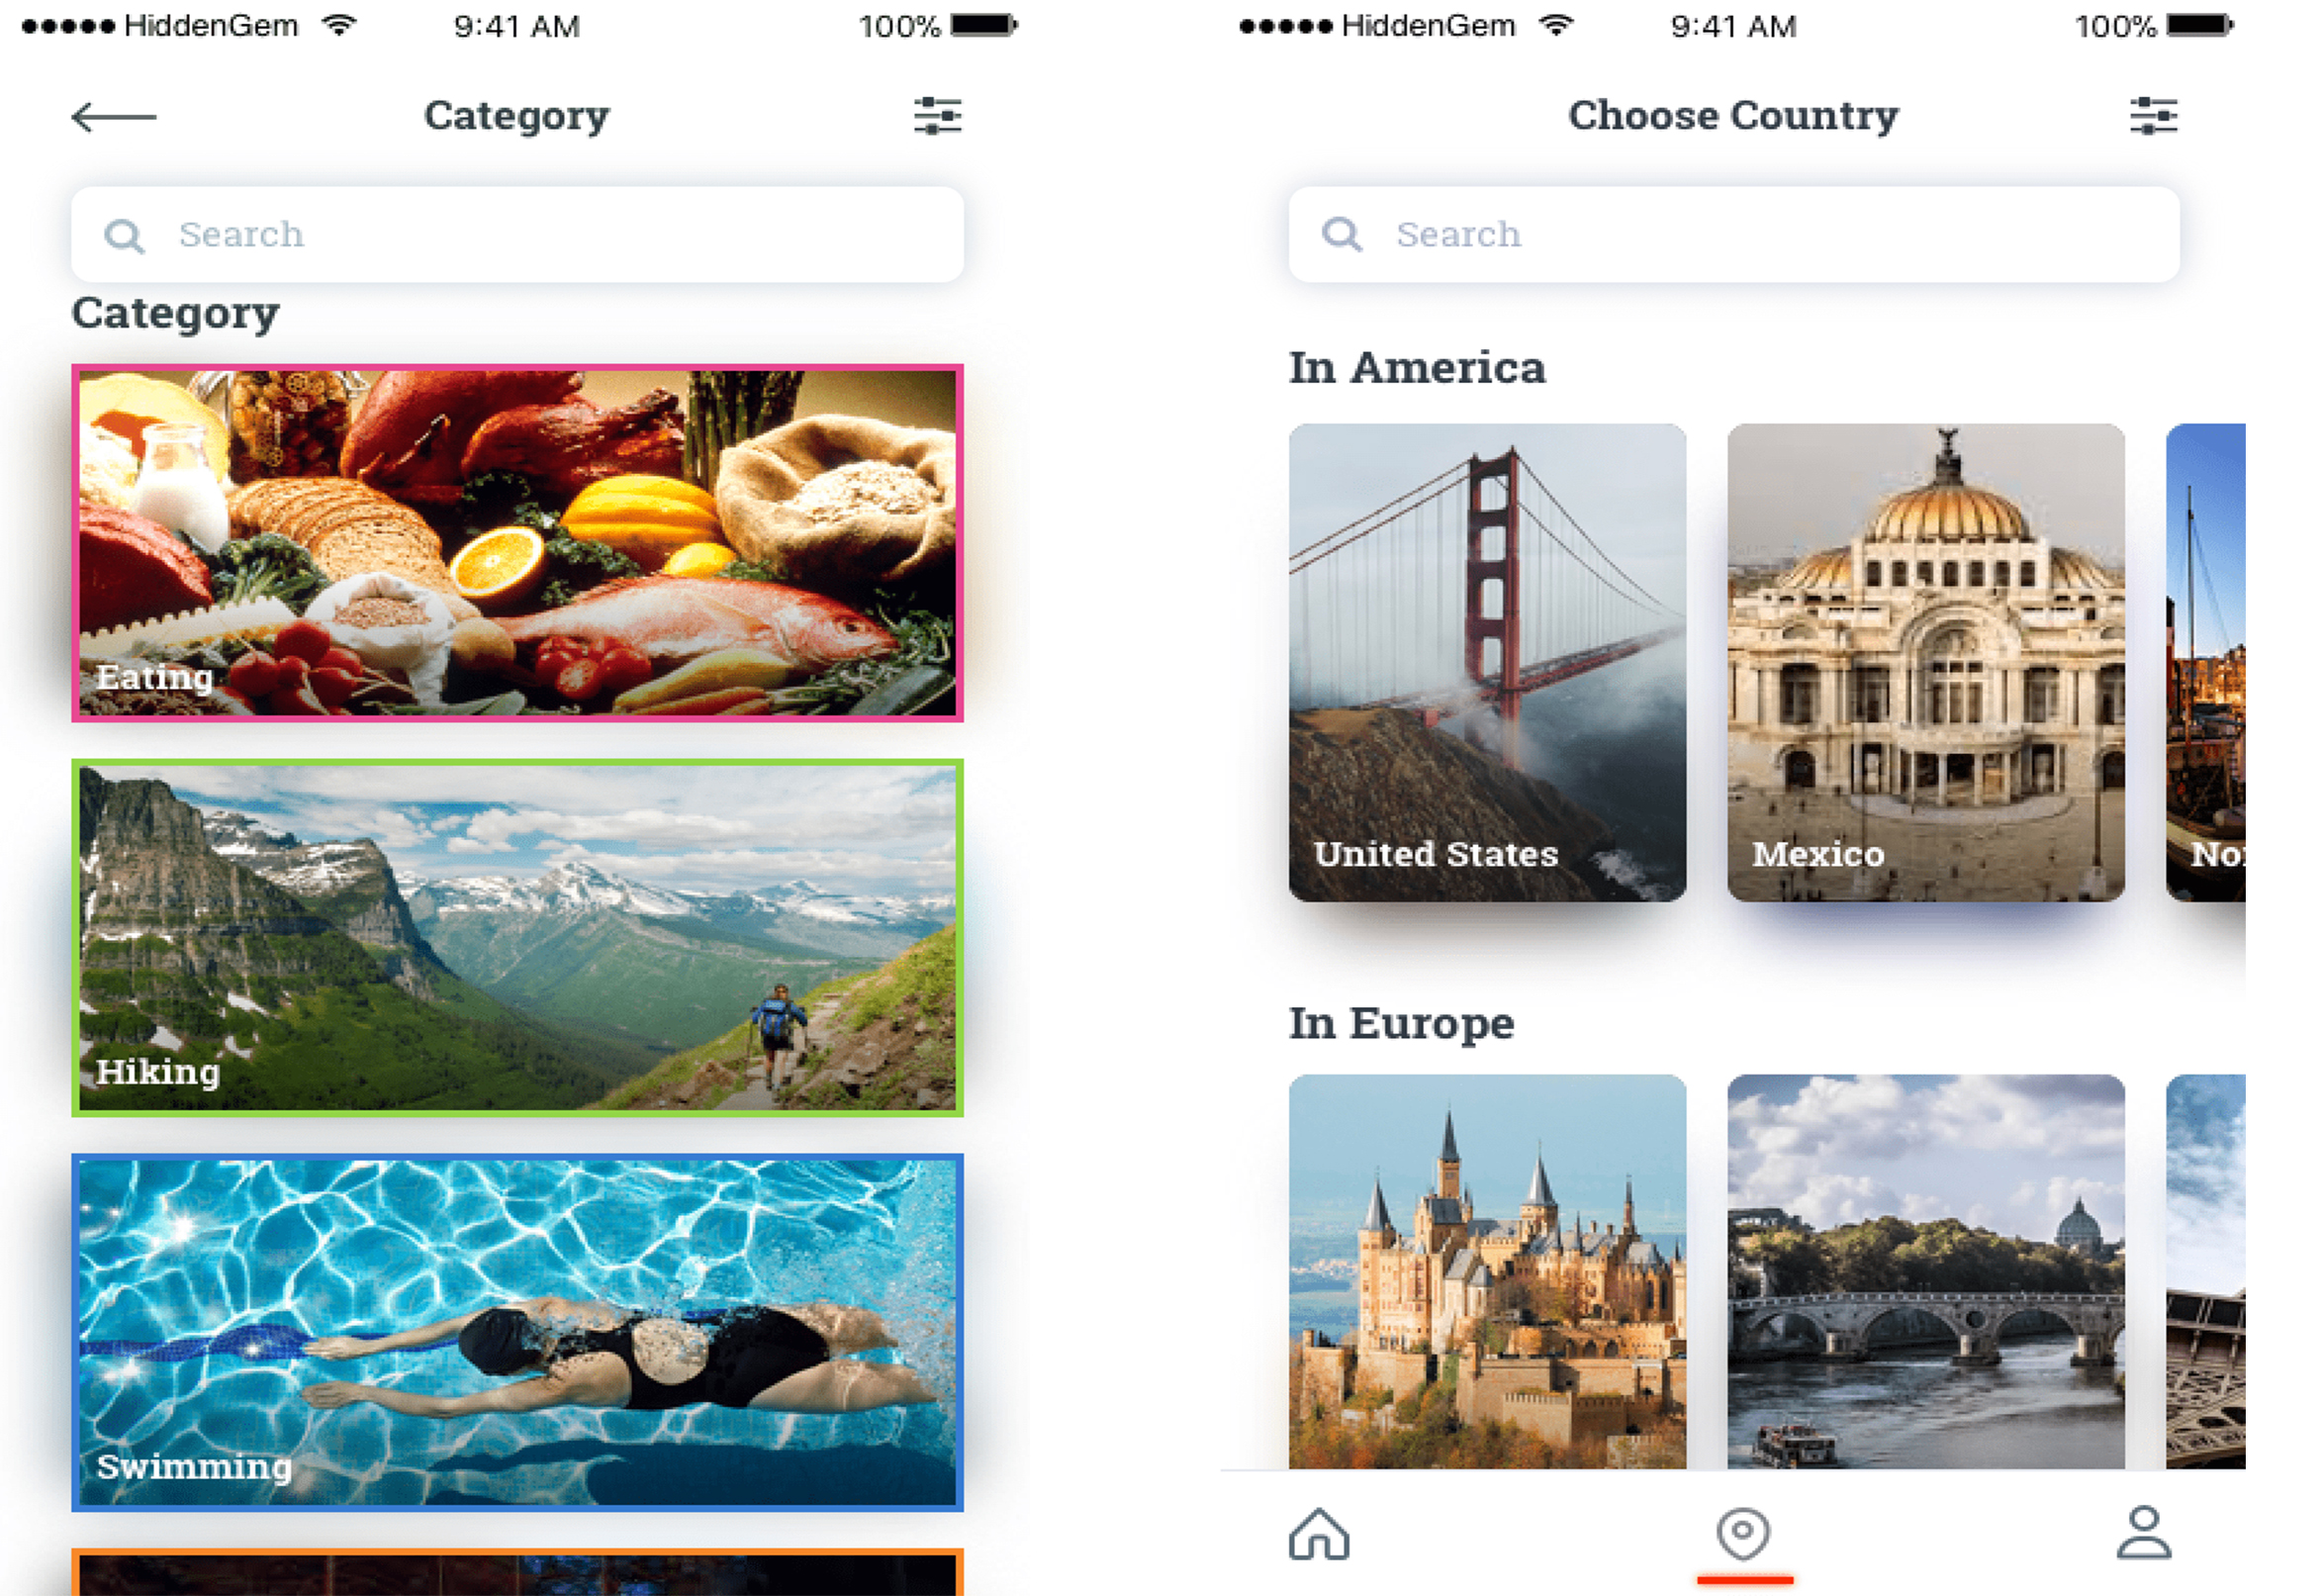 HiddenGem 9:41 AM 100%
Category
Search
Category
Eating
Hiking
Swimming
HiddenGem 9:41 AM 100%
Choose Country
Search
In America
United States Mexico No
In Europe